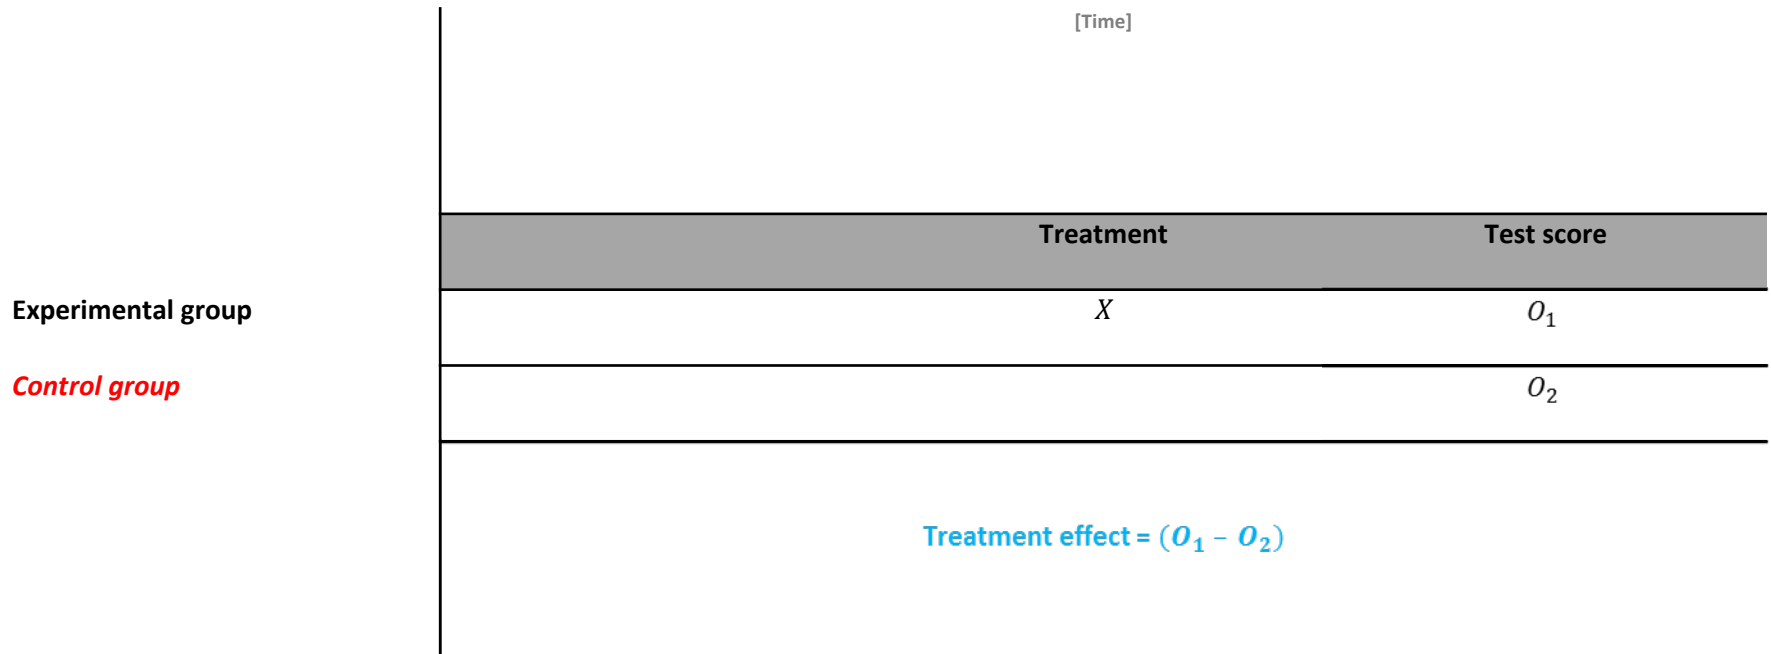 [Time]
Treatment Test score
Experimental group X O₁
Control group O₂
Treatment effect = (O₁ – O₂)